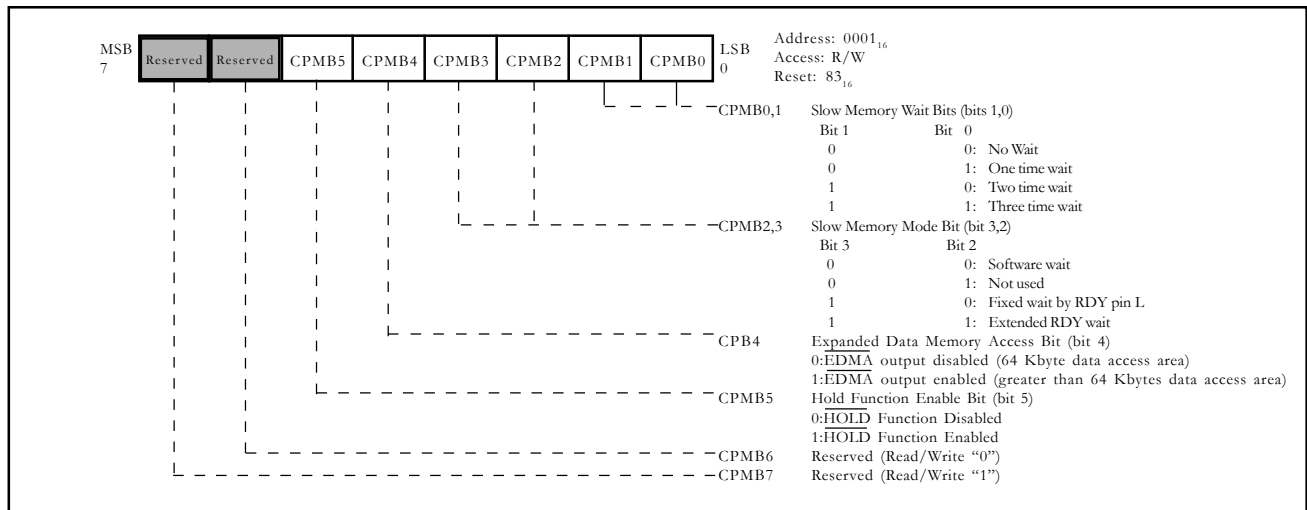 MSB
7
Reserved Reserved CPMB5 CPMB4 CPMB3 CPMB2 CPMB1 CPMB0
LSB
0
Address: 0001₁₆
Access: R/W
Reset: 83₁₆
CPMB0,1 Slow Memory Wait Bits (bits 1,0)
Bit 1 Bit 0
0 0: No Wait
0 1: One time wait
1 0: Two time wait
1 1: Three time wait
CPMB2,3 Slow Memory Mode Bit (bit 3,2)
Bit 3 Bit 2
0 0: Software wait
0 1: Not used
1 0: Fixed wait by RDY pin L
1 1: Extended RDY wait
CPB4 Expanded Data Memory Access Bit (bit 4)
0:EDMA output disabled (64 Kbyte data access area)
1:EDMA output enabled (greater than 64 Kbytes data access area)
CPMB5 Hold Function Enable Bit (bit 5)
0:HOLD Function Disabled
1:HOLD Function Enabled
CPMB6 Reserved (Read/Write “0”)
CPMB7 Reserved (Read/Write “1”)